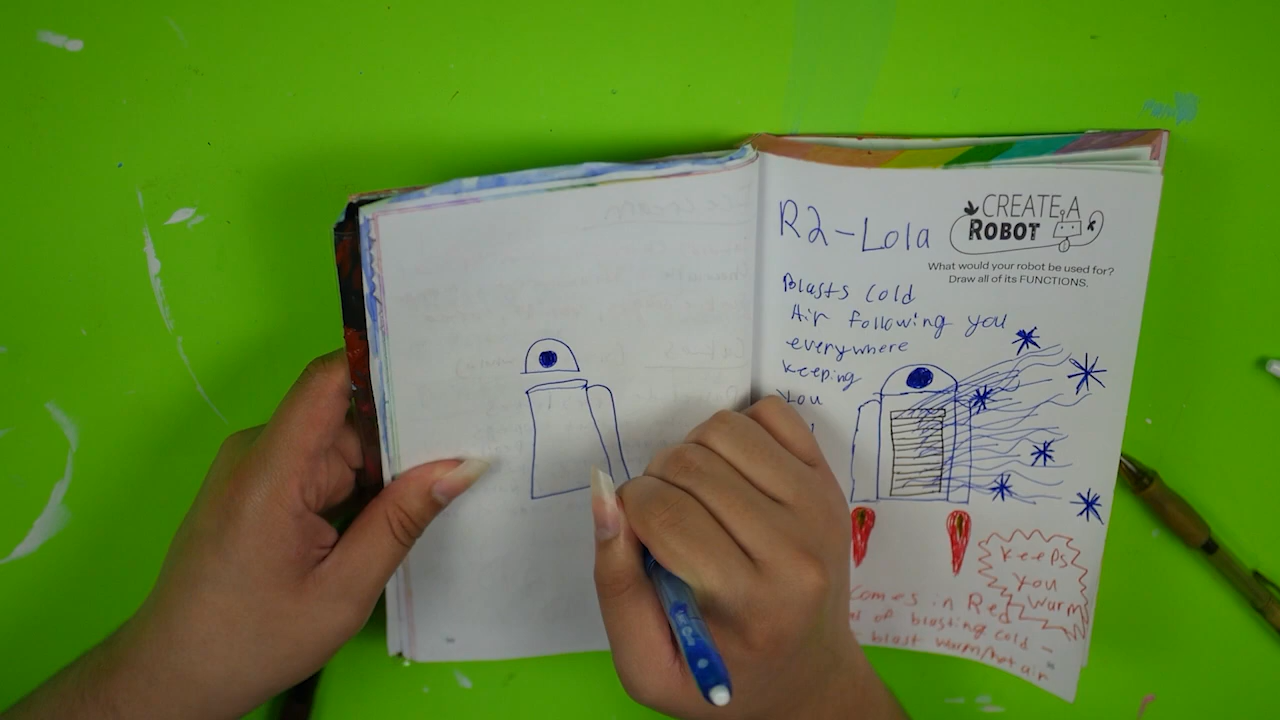 R2-Lola
CREATE A
ROBOT
What would your robot be used for?
Draw all of its FUNCTIONS.
Blasts cold
Air following you
everywhere
keeping
you
Keeps
you
warm
comes in Red
of blasting cold -
blast warm/hot air